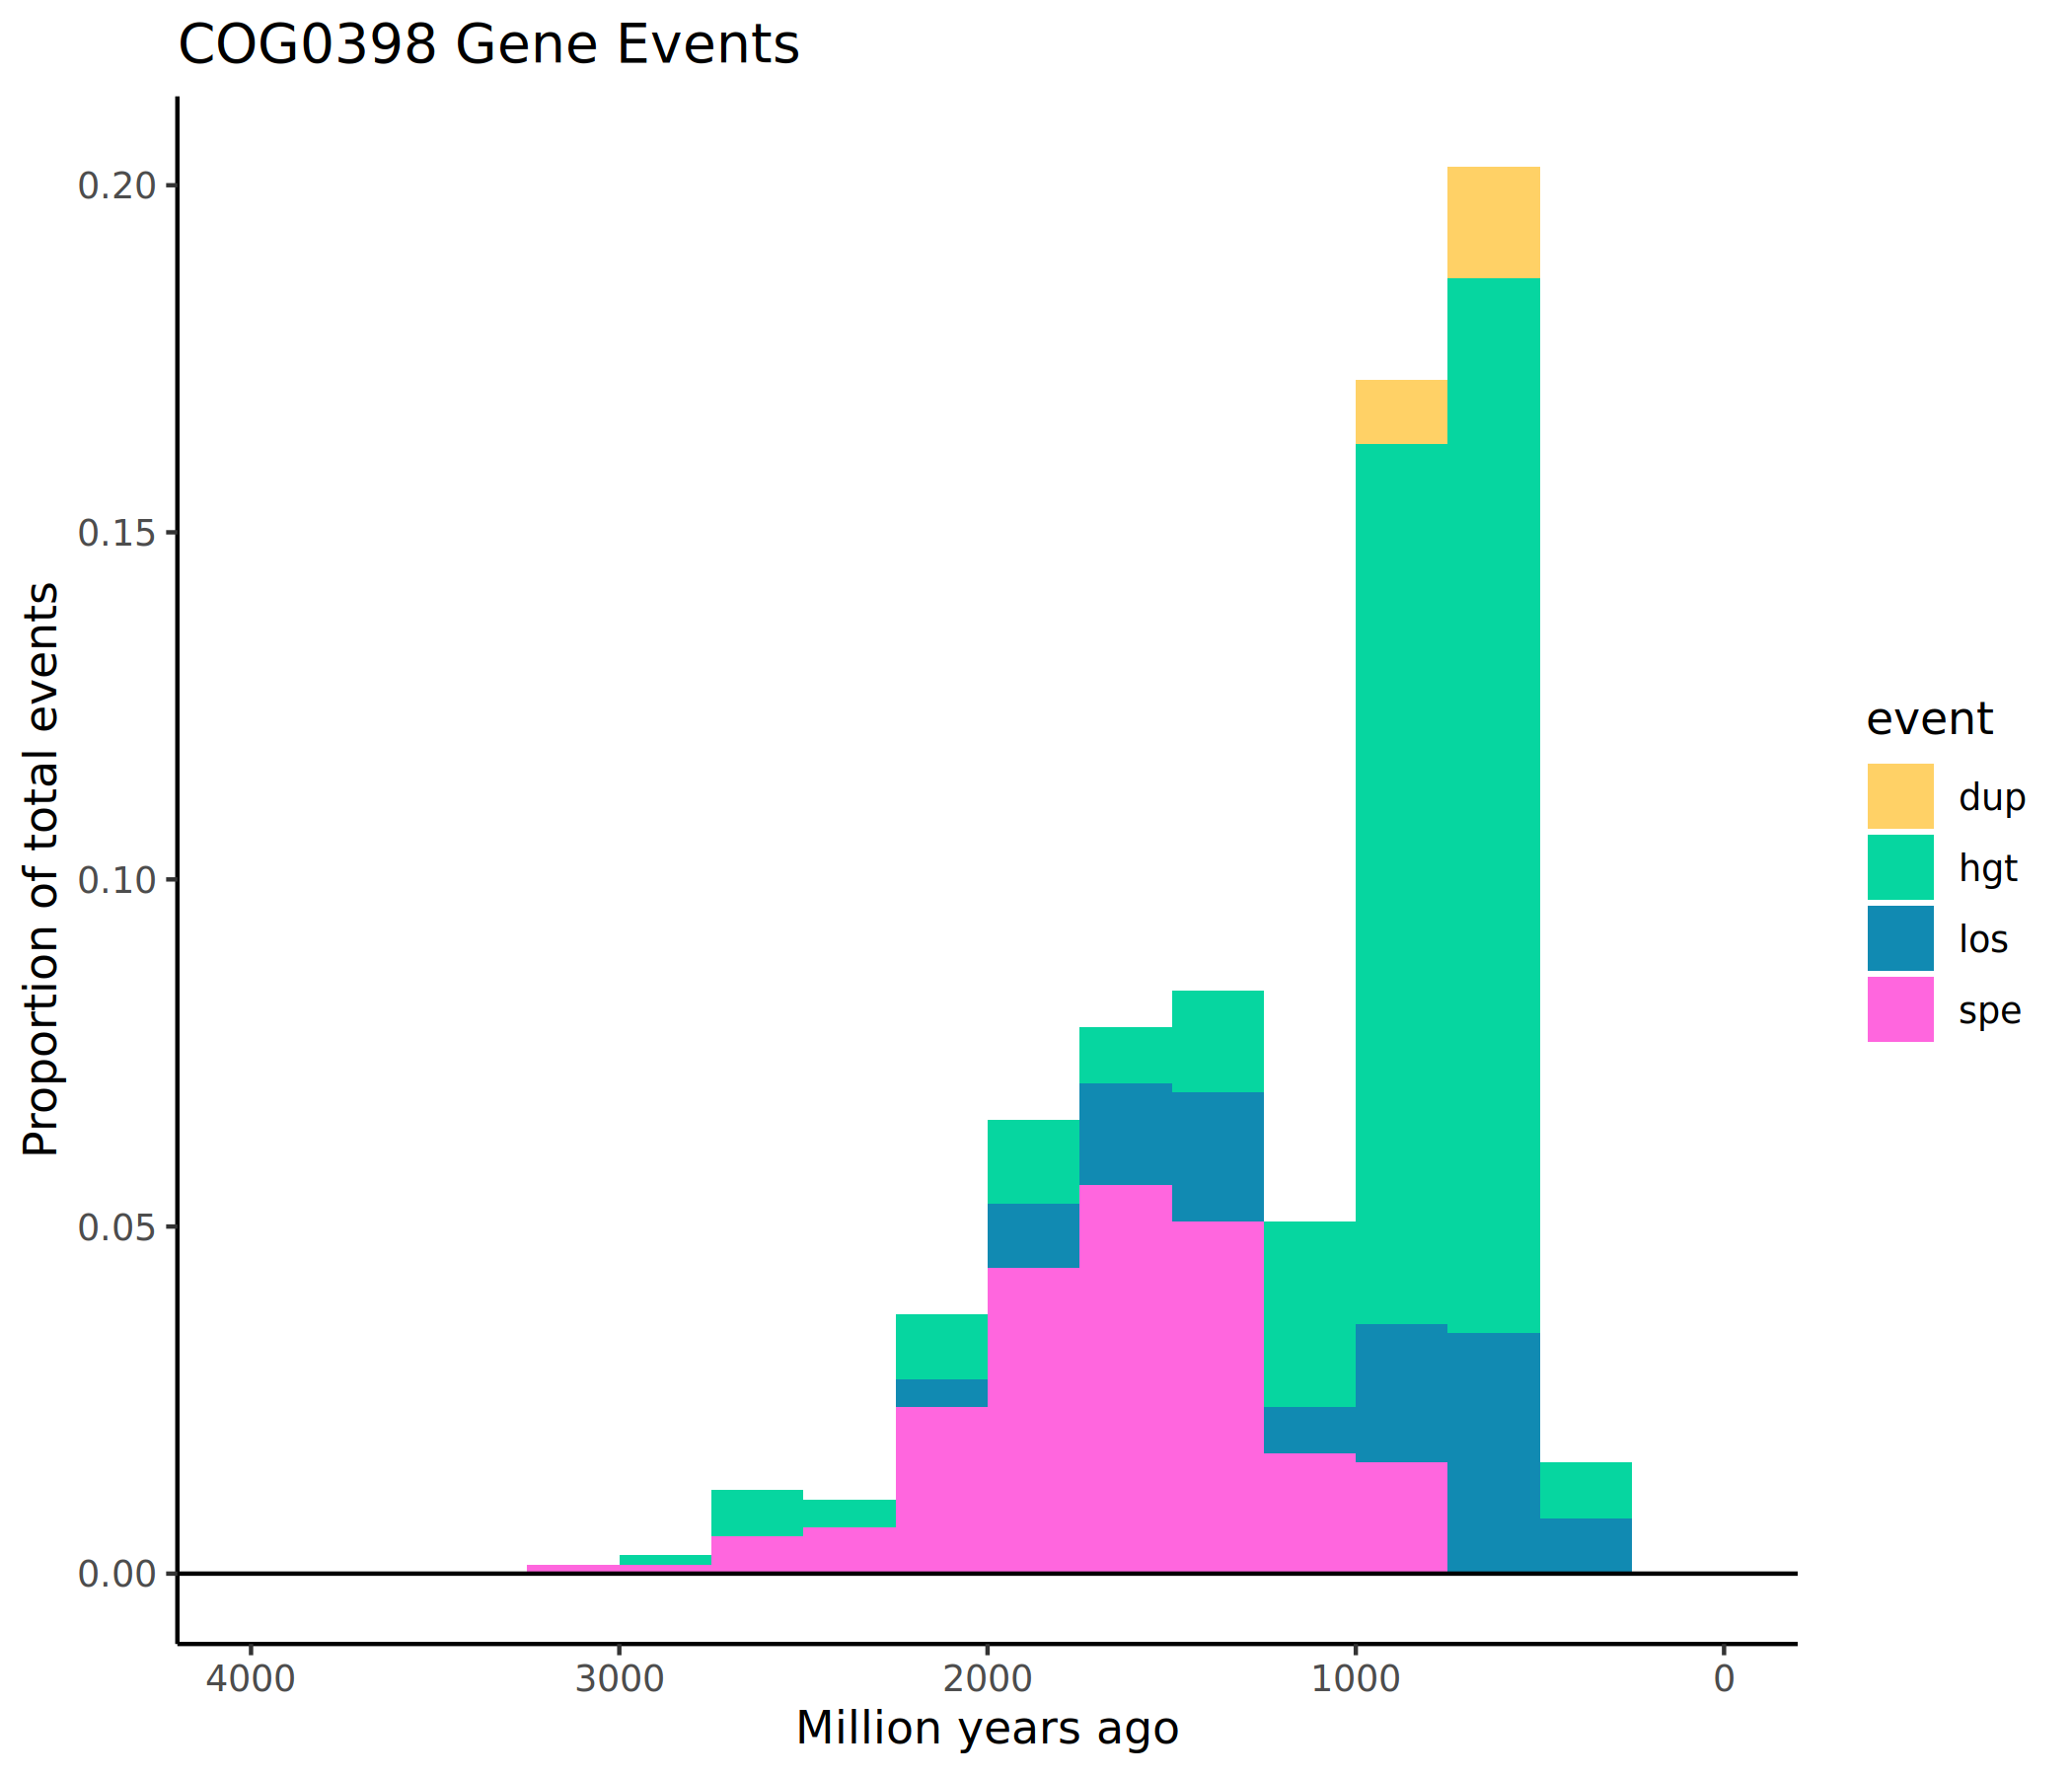 COG0398 Gene Events
Proportion of total events
0.20
0.15
0.10
0.05
0.00
4000 3000 2000 1000 0
Million years ago
event
dup
hgt
los
spe